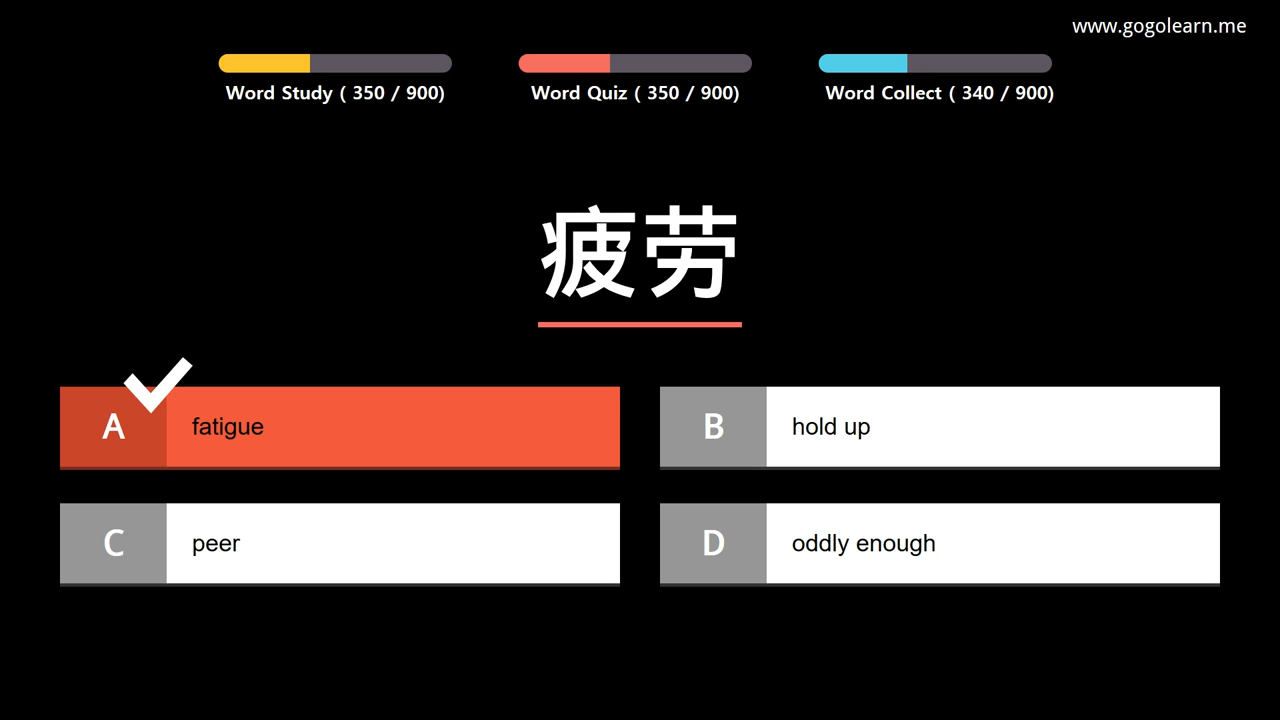 www.gogolearn.me
Word Study ( 350 / 900)
Word Quiz ( 350 / 900)
Word Collect ( 340 / 900)
疲劳
A fatigue
B hold up
C peer
D oddly enough